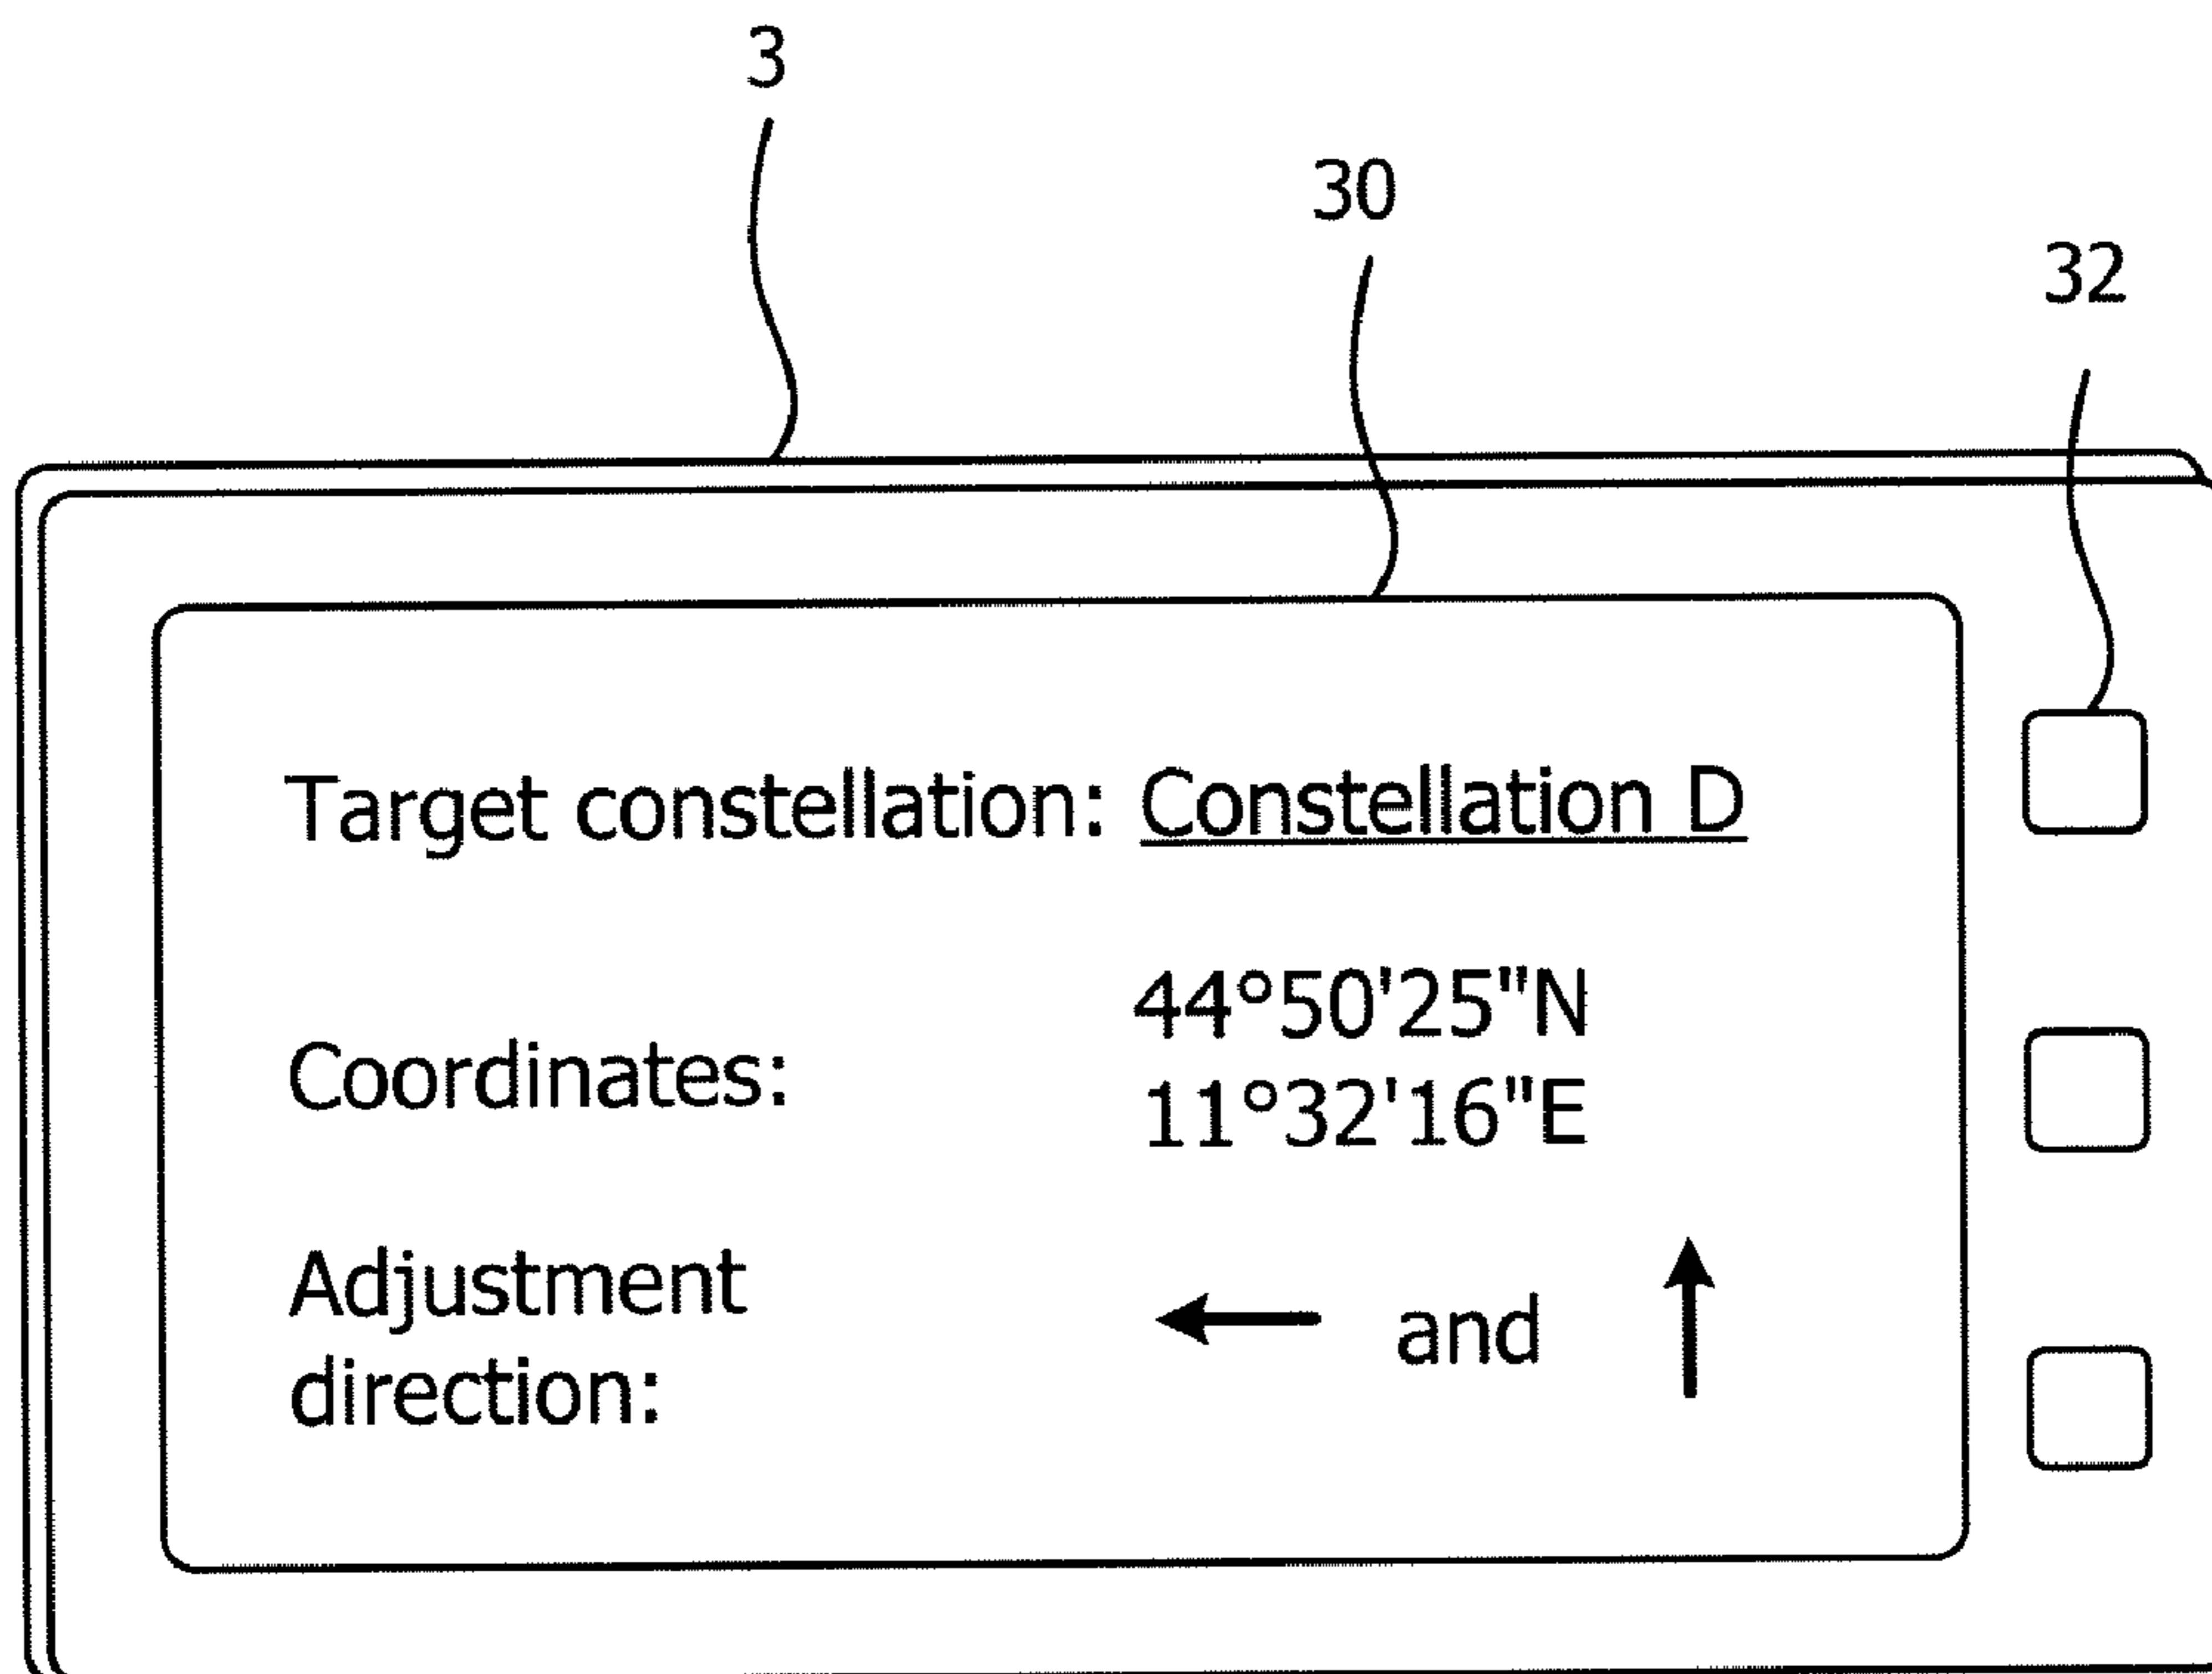 3
30
32
Target constellation: Constellation D
Coordinates:
44°50'25"N
11°32'16"E
Adjustment
direction:
← and ↑